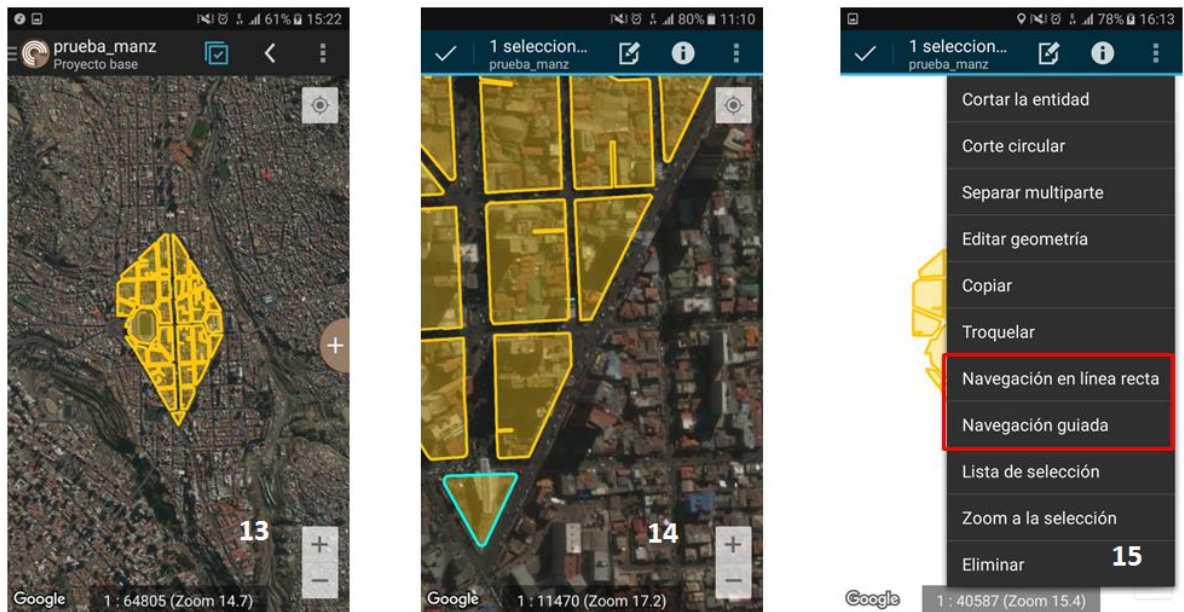 61% 15:22
prueba_manz
Proyecto base
13
Google
1 : 64805 (Zoom 14.7)
80% 11:10
1 seleccion...
prueba_manz
14
Google
1 : 11470 (Zoom 17.2)
78% 16:13
1 seleccion...
prueba_manz
Cortar la entidad
Corte circular
Separar multiparte
Editar geometría
Copiar
Troquelar
Navegación en línea recta
Navegación guiada
Lista de selección
Zoom a la selección
Eliminar
15
Google
1 : 40587 (Zoom 15.4)